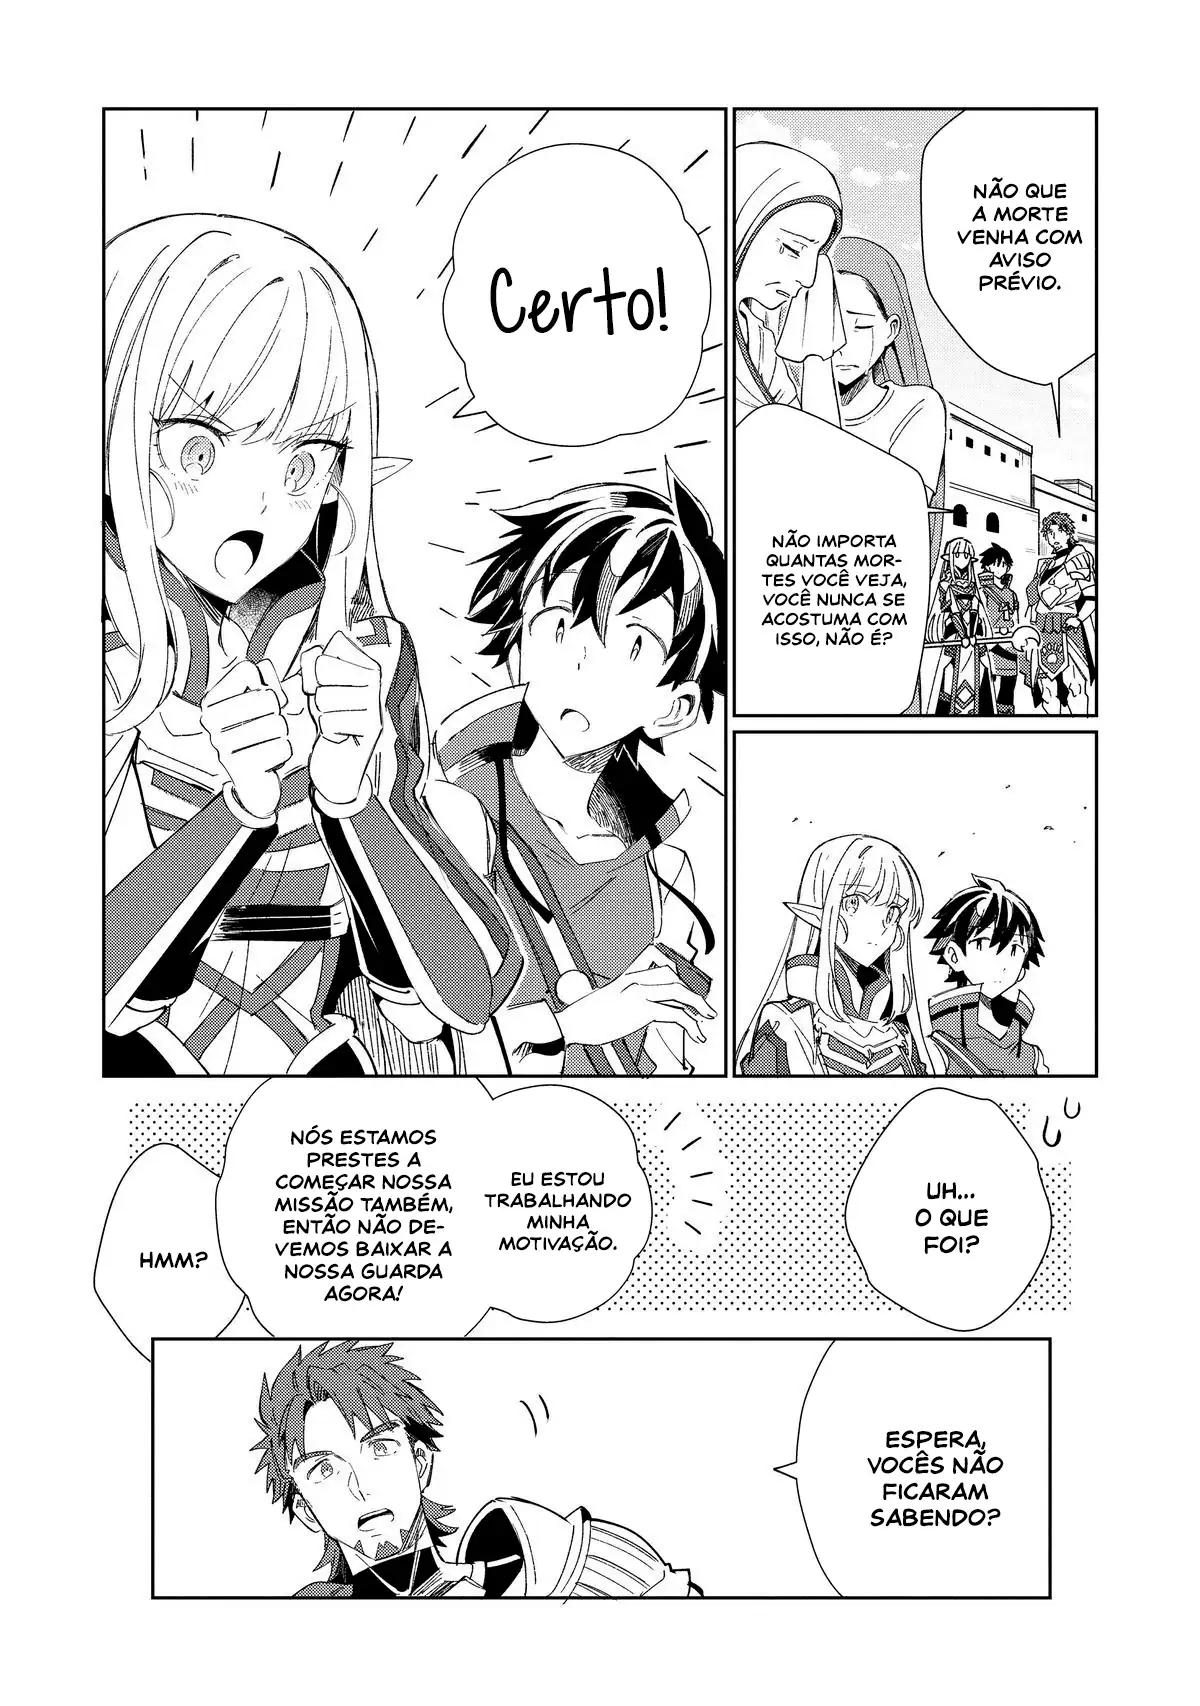 NÃO QUE
A MORTE
VENHA COM
AVISO
PRÉVIO.
NÃO IMPORTA
QUANTAS MOR-
TES VOCÊ VEJA,
VOCÊ NUNCA SE
ACOSTUMA COM
ISSO, NÃO É?
Certo!
UH...
O QUE
FOI?
EU ESTOU
TRABALHANDO
MINHA
MOTIVAÇÃO.
NÓS ESTAMOS
PRESTES A
COMEÇAR NOSSA
MISSÃO TAMBÉM,
ENTÃO NÃO DE-
VEMOS BAIXAR A
NOSSA GUARDA
AGORA!
HMM?
ESPERA,
VOCÊS NÃO
FICARAM
SABENDO?